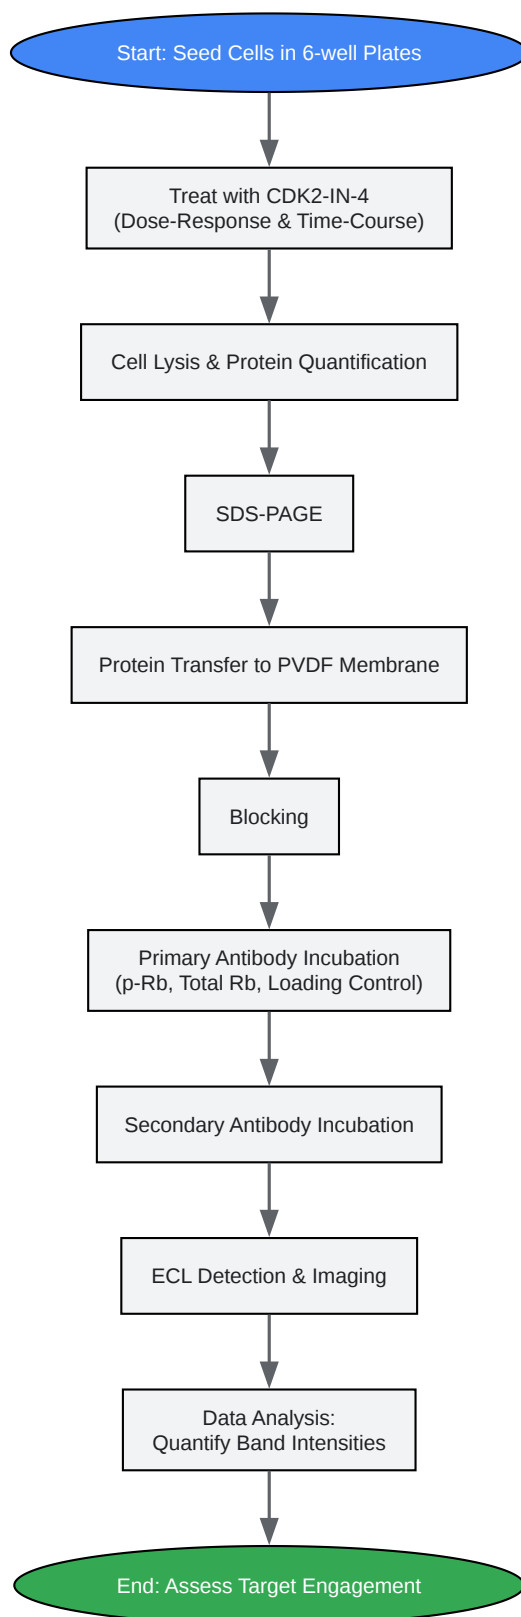 Start: Seed Cells in 6-well Plates
Treat with CDK2-IN-4
(Dose-Response & Time-Course)
Cell Lysis & Protein Quantification
SDS-PAGE
Protein Transfer to PVDF Membrane
Blocking
Primary Antibody Incubation
(p-Rb, Total Rb, Loading Control)
Secondary Antibody Incubation
ECL Detection & Imaging
Data Analysis:
Quantify Band Intensities
End: Assess Target Engagement